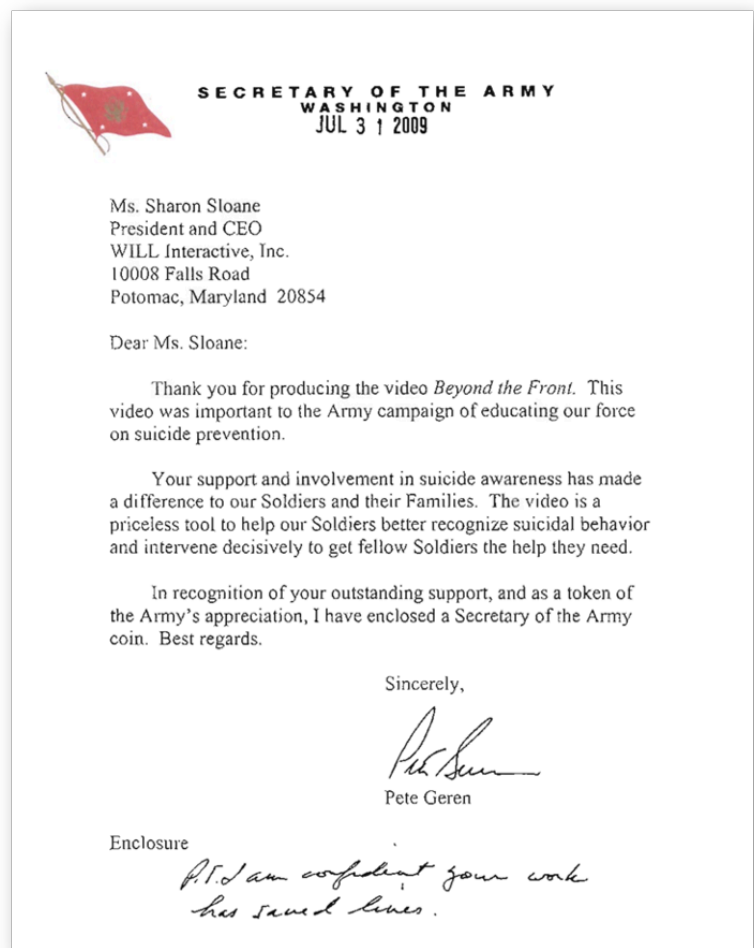 SECRETARY OF THE ARMY
WASHINGTON
JUL 31 2009
Ms. Sharon Sloane
President and CEO
WILL Interactive, Inc.
10008 Falls Road
Potomac, Maryland 20854
Dear Ms. Sloane:
Thank you for producing the video Beyond the Front. This
video was important to the Army campaign of educating our force
on suicide prevention.
Your support and involvement in suicide awareness has made
a difference to our Soldiers and their Families. The video is a
priceless tool to help our Soldiers better recognize suicidal behavior
and intervene decisively to get fellow Soldiers the help they need.
In recognition of your outstanding support, and as a token of
the Army's appreciation, I have enclosed a Secretary of the Army
coin. Best regards.
Sincerely,
Pete Geren
Pete Geren
Enclosure
P.S. I am confident your work
has saved lives.